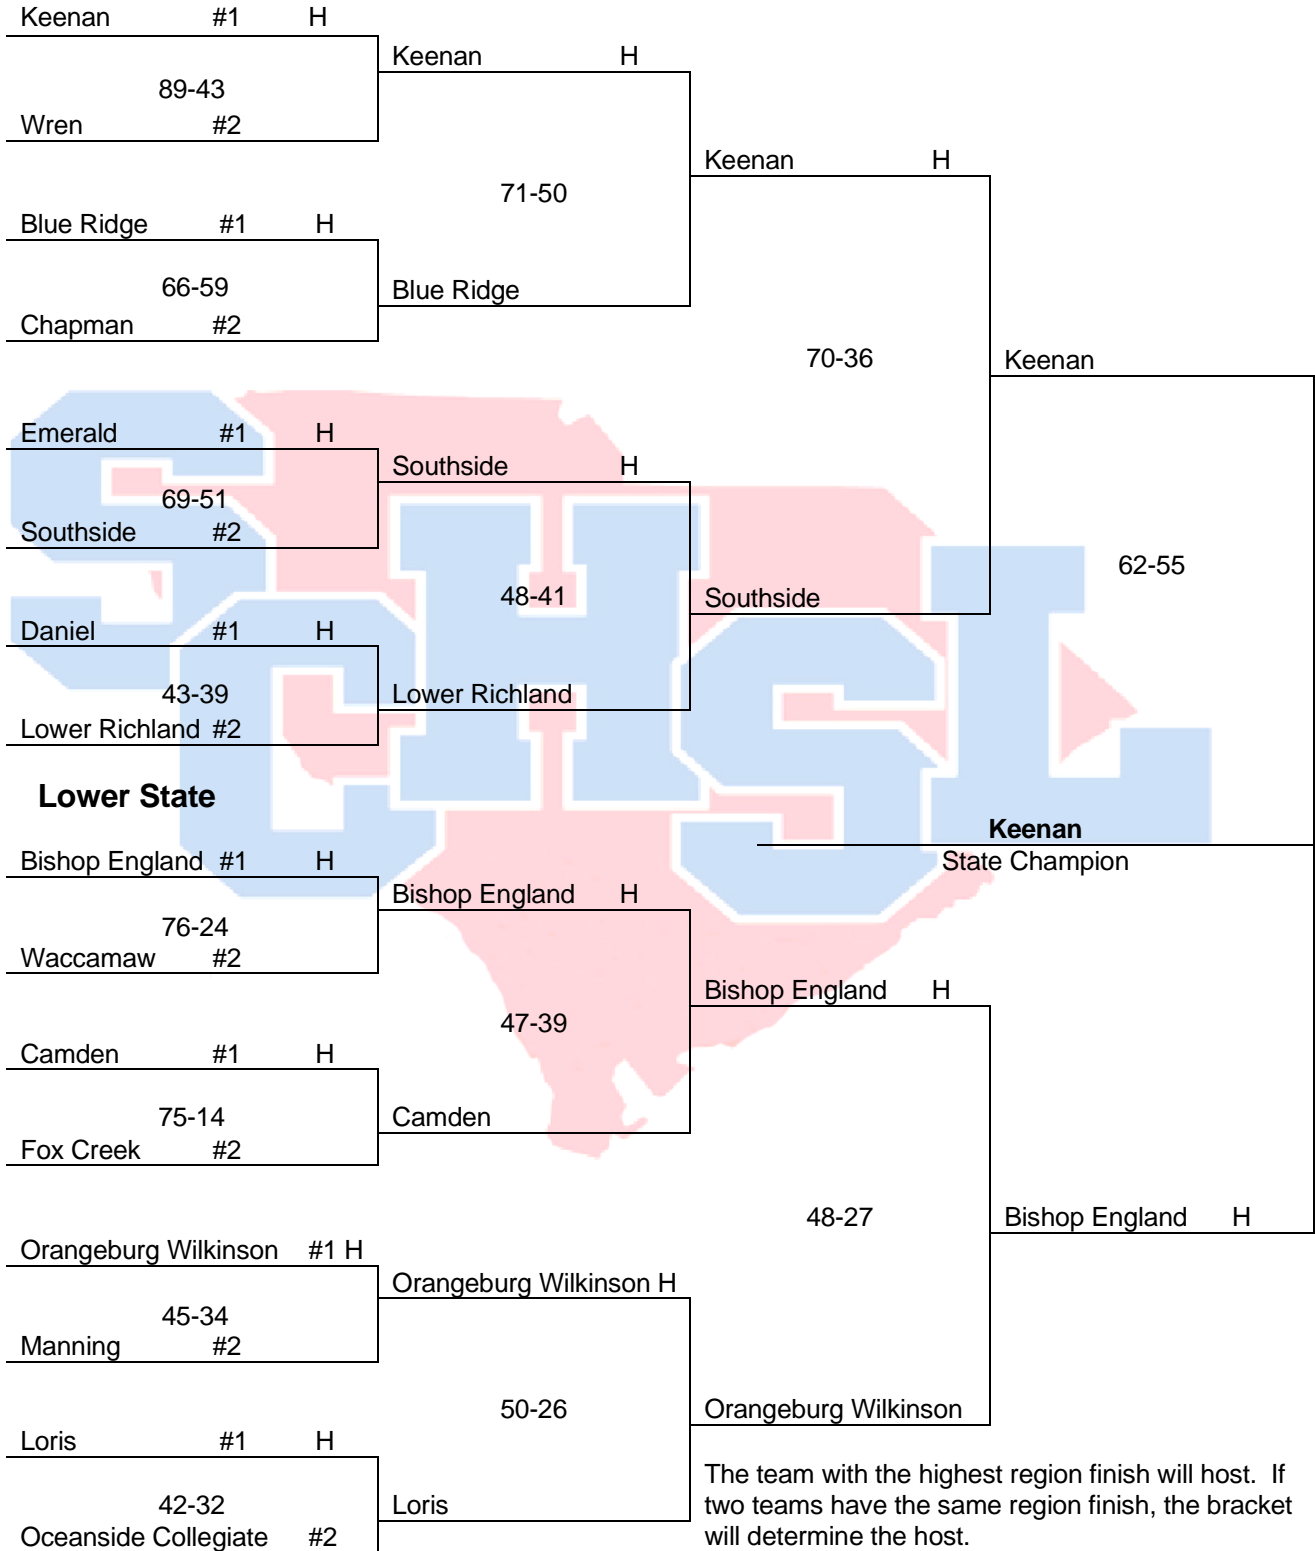 Keenan #1 H
89-43
Wren #2
Keenan H
71-50
Blue Ridge #1 H
66-59
Chapman #2
Blue Ridge
Keenan H
70-36
Emerald #1 H
69-51
Southside #2
Southside H
48-41
Daniel #1 H
43-39
Lower Richland #2
Lower Richland
Southside
Keenan
62-55
SCHSL
Lower State
Keenan
State Champion
Bishop England #1 H
76-24
Waccamaw #2
Bishop England H
47-39
Camden #1 H
75-14
Fox Creek #2
Camden
Bishop England H
48-27
Orangeburg Wilkinson #1 H
45-34
Manning #2
Orangeburg Wilkinson H
50-26
Loris #1 H
42-32
Oceanside Collegiate #2
Loris
Orangeburg Wilkinson
Bishop England H
The team with the highest region finish will host. If
two teams have the same region finish, the bracket
will determine the host.